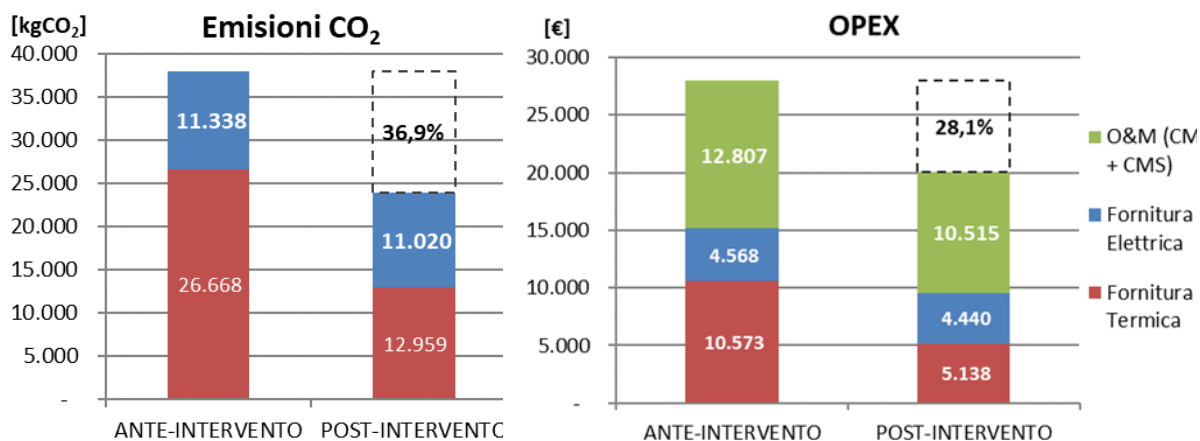 [kgCO₂]
Emisioni CO₂
40.000
35.000
30.000
25.000
20.000
15.000
10.000
5.000
-
11.338
26.668
36,9%
11.020
12.959
ANTE-INTERVENTO
POST-INTERVENTO
[€]
OPEX
30.000
25.000
20.000
15.000
10.000
5.000
-
12.807
4.568
10.573
28,1%
10.515
4.440
5.138
ANTE-INTERVENTO
POST-INTERVENTO
O&M (CM
+ CMS)
Fornitura
Elettrica
Fornitura
Termica